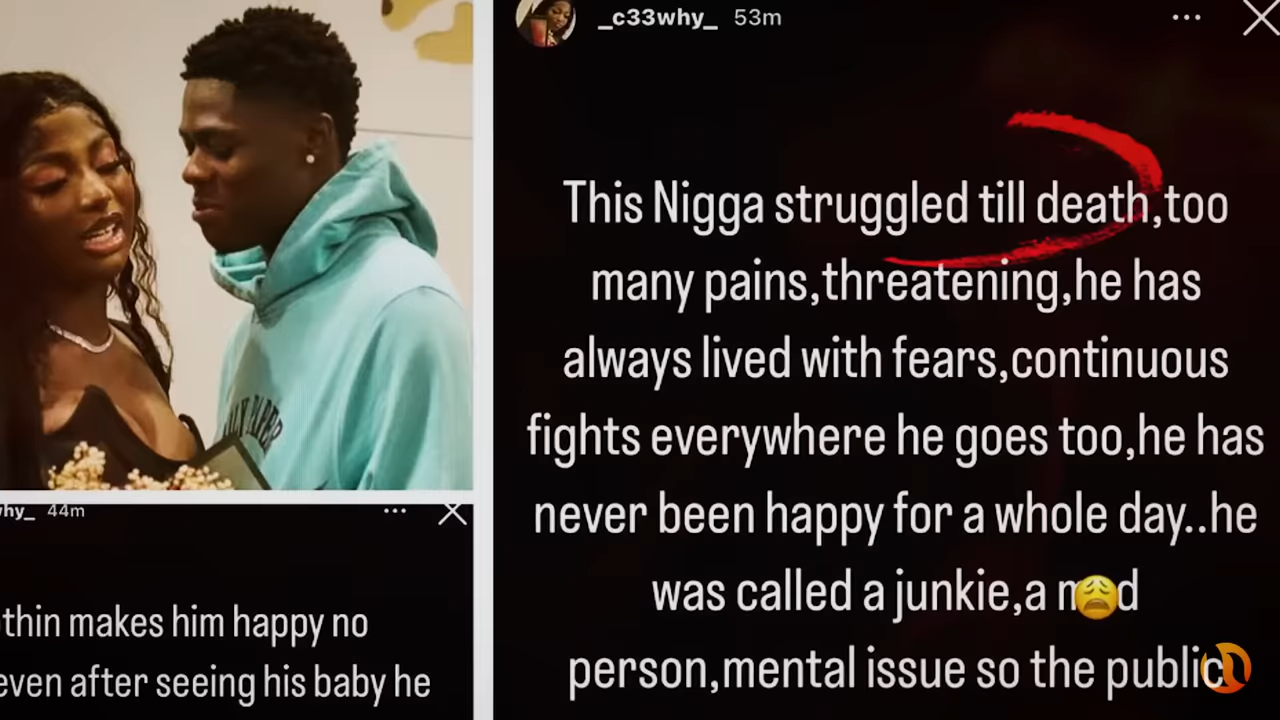 _c33why_ 53m
This Nigga struggled till death,too
many pains,threatening,he has
always lived with fears,continuous
fights everywhere he goes too,he has
never been happy for a whole day..he
was called a junkie,a m😩d
person,mental issue so the public
hy_ 44m
thin makes him happy no
even after seeing his baby he